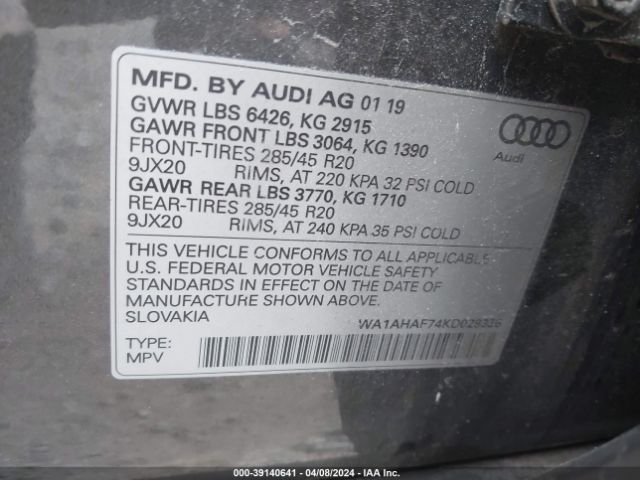 MFD. BY AUDI AG 01 19
GVWR LBS 6426, KG 2915
GAWR FRONT LBS 3064, KG 1390
FRONT-TIRES 285/45 R20
9JX20 RIMS, AT 220 KPA 32 PSI COLD
GAWR REAR LBS 3770, KG 1710
REAR-TIRES 285/45 R20
9JX20 RIMS, AT 240 KPA 35 PSI COLD
Audi
THIS VEHICLE CONFORMS TO ALL APPLICABLE
U.S. FEDERAL MOTOR VEHICLE SAFETY
STANDARDS IN EFFECT ON THE DATE OF
MANUFACTURE SHOWN ABOVE.
SLOVAKIA
TYPE:
MPV
GVW-39140641 - 04/08/2024 - IAA Inc.